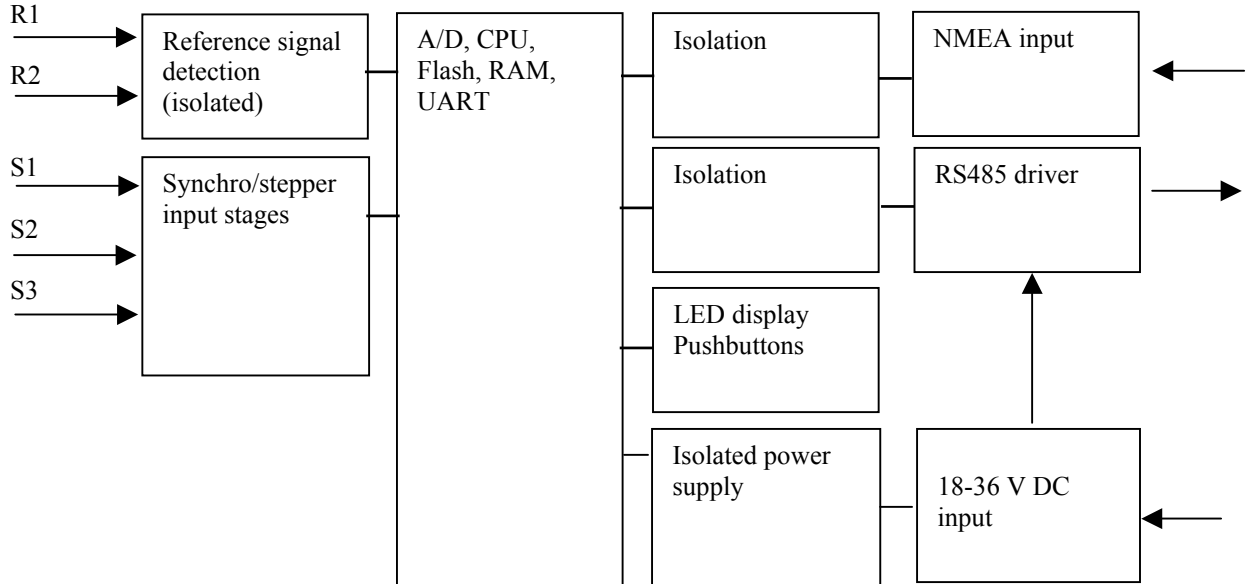 R1
R2
Reference signal
detection
(isolated)
S1
S2
S3
Synchro/stepper
input stages
A/D, CPU,
Flash, RAM,
UART
Isolation
NMEA input
Isolation
RS485 driver
LED display
Pushbuttons
Isolated power
supply
18-36 V DC
input